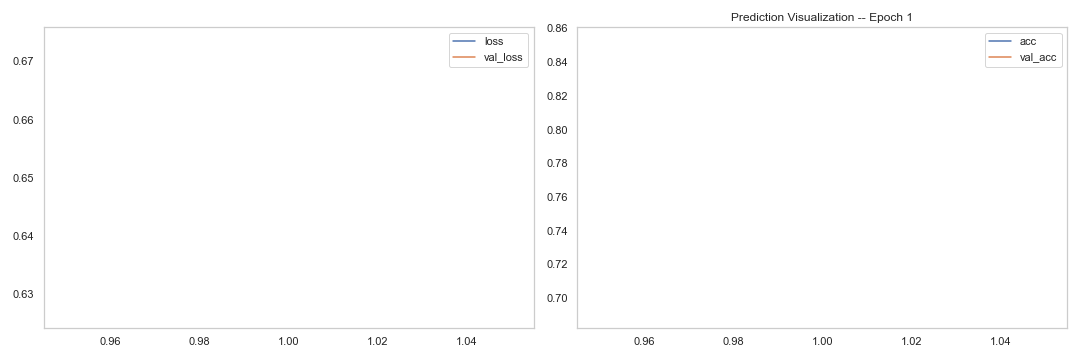 Prediction Visualization -- Epoch 1
loss
val_loss
0.67
0.66
0.65
0.64
0.63
0.96 0.98 1.00 1.02 1.04
acc
val_acc
0.86
0.84
0.82
0.80
0.78
0.76
0.74
0.72
0.70
0.96 0.98 1.00 1.02 1.04